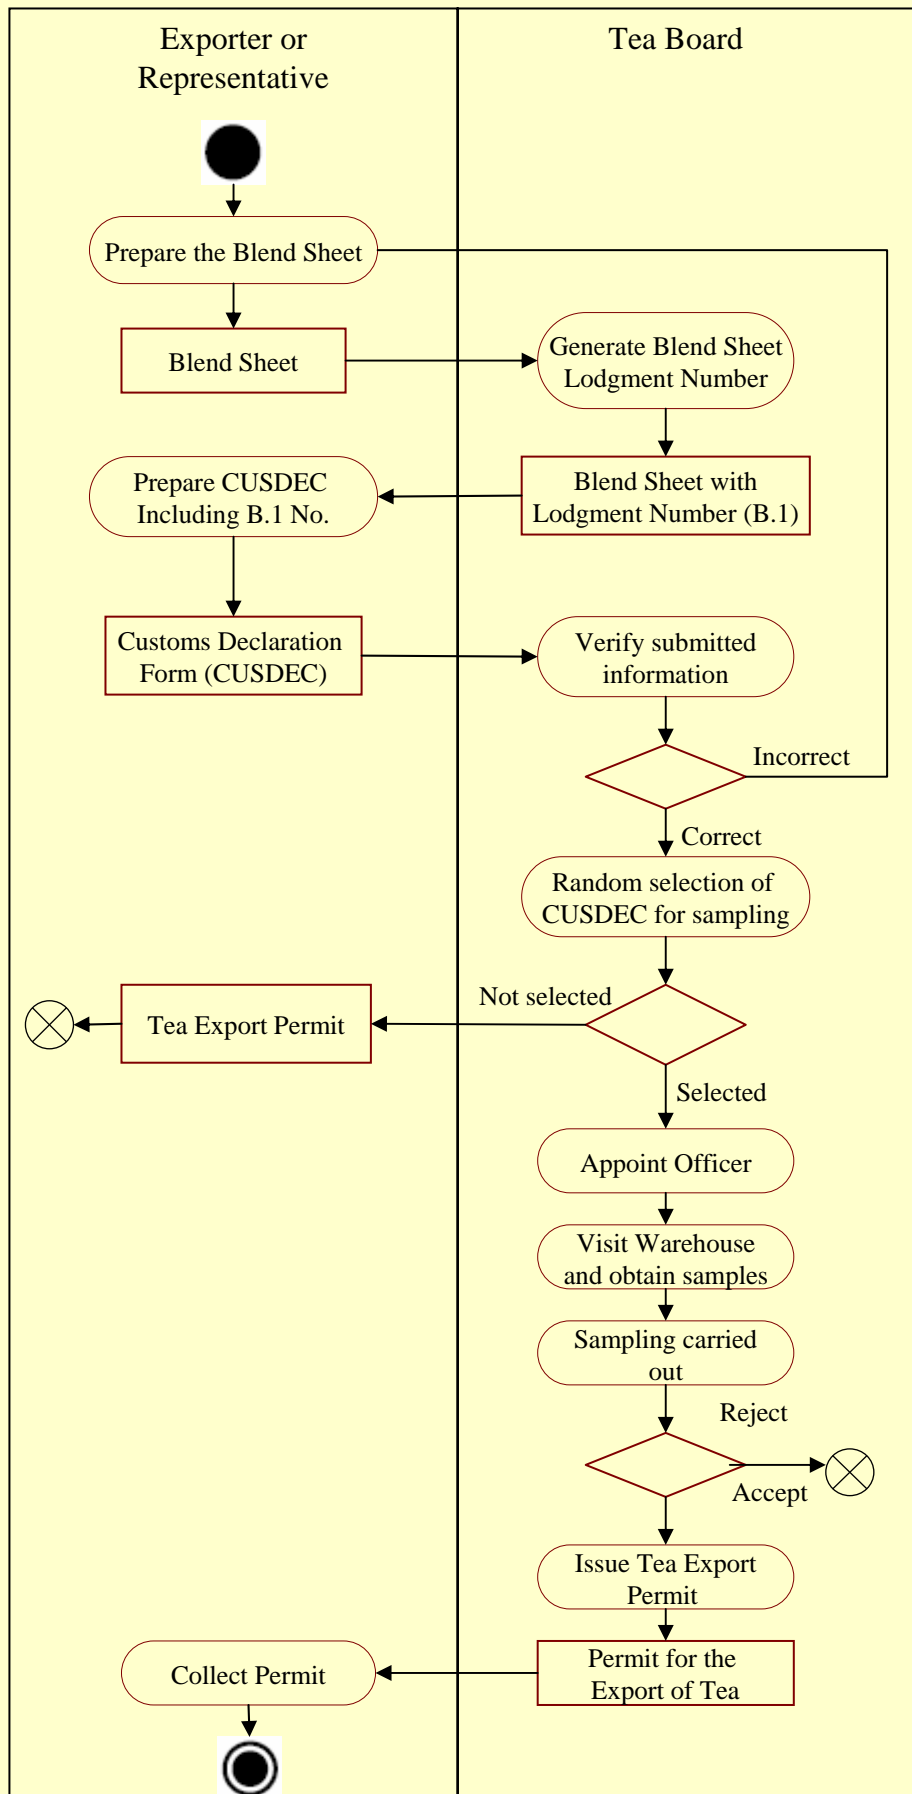 Exporter or
Representative
Tea Board
Prepare the Blend Sheet
Blend Sheet
Generate Blend Sheet
Lodgment Number
Prepare CUSDEC
Including B.1 No.
Blend Sheet with
Lodgment Number (B.1)
Customs Declaration
Form (CUSDEC)
Verify submitted
information
Incorrect
Correct
Random selection of
CUSDEC for sampling
Not selected
Tea Export Permit
Selected
Appoint Officer
Visit Warehouse
and obtain samples
Sampling carried
out
Reject
Accept
Issue Tea Export
Permit
Collect Permit
Permit for the
Export of Tea